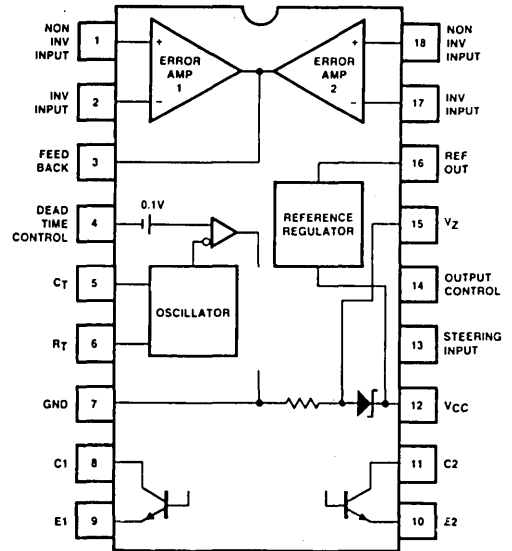 NON
INV
INPUT
1
+
ERROR
AMP
1
−
+
ERROR
AMP
2
−
18
NON
INV
INPUT
INV
INPUT
2
17
INV
INPUT
FEED
BACK
3
16
REF
OUT
DEAD
TIME
CONTROL
4
0.1V
REFERENCE
REGULATOR
15
VZ
CT
5
OSCILLATOR
14
OUTPUT
CONTROL
RT
6
13
STEERING
INPUT
GND
7
12
VCC
C1
8
11
C2
E1
9
10
E2